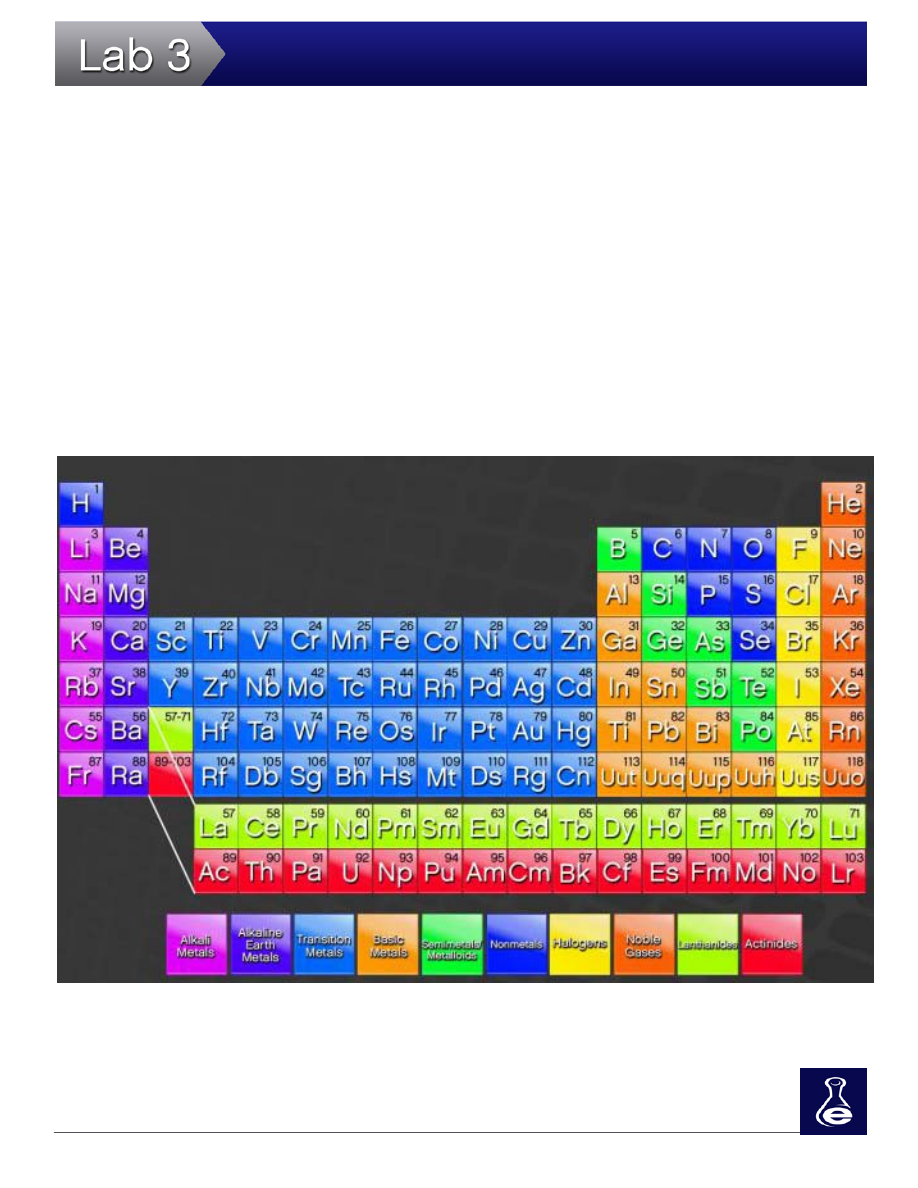 Lab 3
1 2
H He
3 4 5 6 7 8 9 10
Li Be B C N O F Ne
11 12 13 14 15 16 17 18
Na Mg Al Si P S Cl Ar
19 20 21 22 23 24 25 26 27 28 29 30 31 32 33 34 35 36
K Ca Sc Ti V Cr Mn Fe Co Ni Cu Zn Ga Ge As Se Br Kr
37 38 39 40 41 42 43 44 45 46 47 48 49 50 51 52 53 54
Rb Sr Y Zr Nb Mo Tc Ru Rh Pd Ag Cd In Sn Sb Te I Xe
55 56 57-71 72 73 74 75 76 77 78 79 80 81 82 83 84 85 86
Cs Ba Hf Ta W Re Os Ir Pt Au Hg Ti Pb Bi Po At Rn
87 88 89-103 104 105 106 107 108 109 110 111 112 113 114 115 116 117 118
Fr Ra Rf Db Sg Bh Hs Mt Ds Rg Cn Uut Uuq Uup Uuh Uus Uuo
57 58 59 60 61 62 63 64 65 66 67 68 69 70 71
La Ce Pr Nd Pm Sm Eu Gd Tb Dy Ho Er Tm Yb Lu
89 90 91 92 93 94 95 96 97 98 99 100 101 102 103
Ac Th Pa U Np Pu Am Cm Bk Cf Es Fm Md No Lr
Alkali
Metals
Alkaline
Earth
Metals
Transition
Metals
Basic
Metals
Semimetals/
Metalloids
Nonmetals
Halogens
Noble
Gases
Lanthanides
Actinides
e